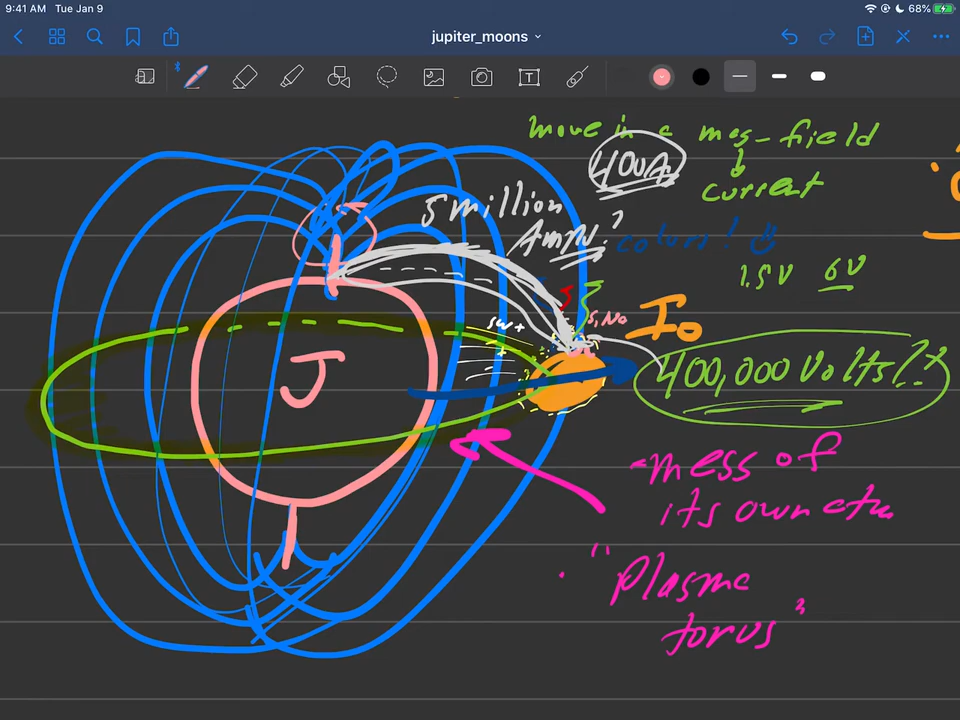 9:41 AM Tue Jan 9
68%
jupiter_moons
move in a mag-field
400A
current
5 million
Amps?
colors!
1.5V 6V
S, Na
Io
J
400,000 Volts!?
- mess of
its own
"Plasma
torus"